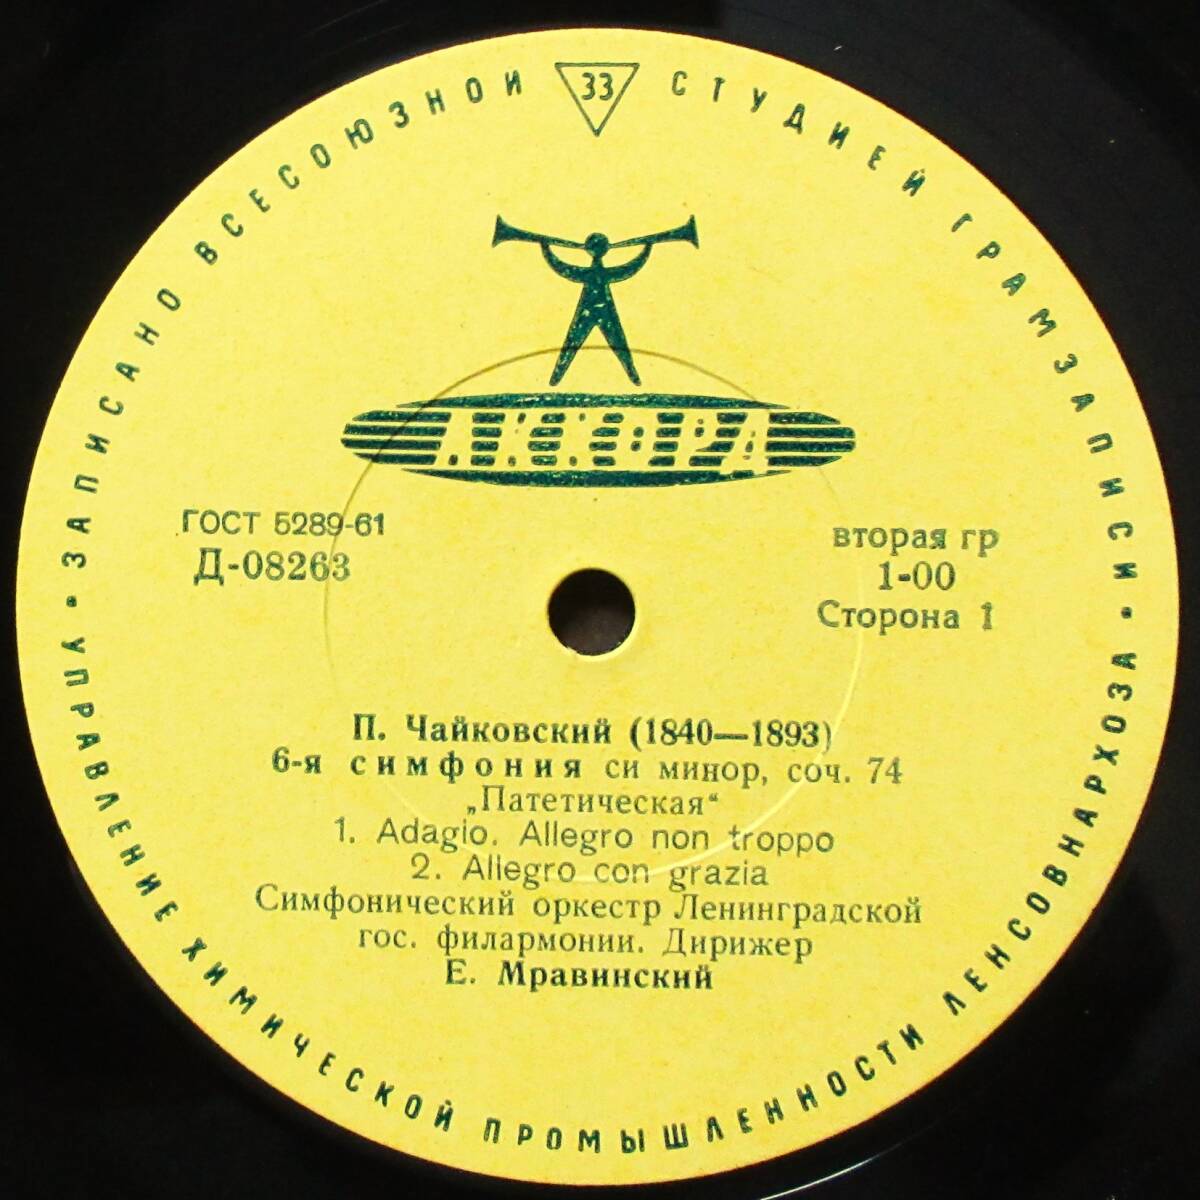 ЗАПИСАНО ВСЕСОЮЗНОЙ 33 СТУДИЕЙ ГРАМЗАПИСИ •
АККОРД
ГОСТ 5289-61
Д-08263
вторая гр
1-00
Сторона 1
П. Чайковский (1840—1893)
6-я симфония си минор, соч. 74
„Патетическая“
1. Adagio. Allegro non troppo
2. Allegro con grazia
Симфонический оркестр Ленинградской
гос. филармонии. Дирижер
Е. Мравинский
УПРАВЛЕНИЕ ХИМИЧЕСКОЙ ПРОМЫШЛЕННОСТИ ЛЕНСОВНАРХОЗА •